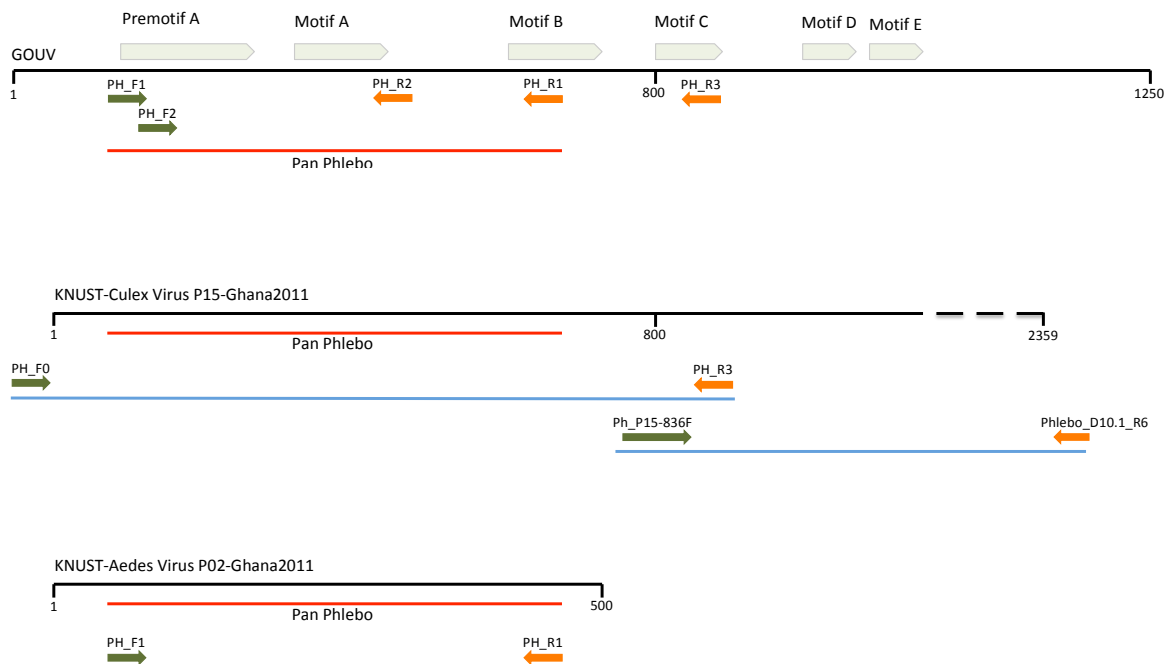 Premotif A Motif A Motif B Motif C Motif D Motif E
GOUV
1 800 1250
PH_F1 PH_R2 PH_R1 PH_R3
PH_F2
Pan Phlebo
KNUST-Culex Virus P15-Ghana2011
1 800 2359
Pan Phlebo
PH_F0 PH_R3
Ph_P15-836F Phlebo_D10.1_R6
KNUST-Aedes Virus P02-Ghana2011
1 500
Pan Phlebo
PH_F1 PH_R1